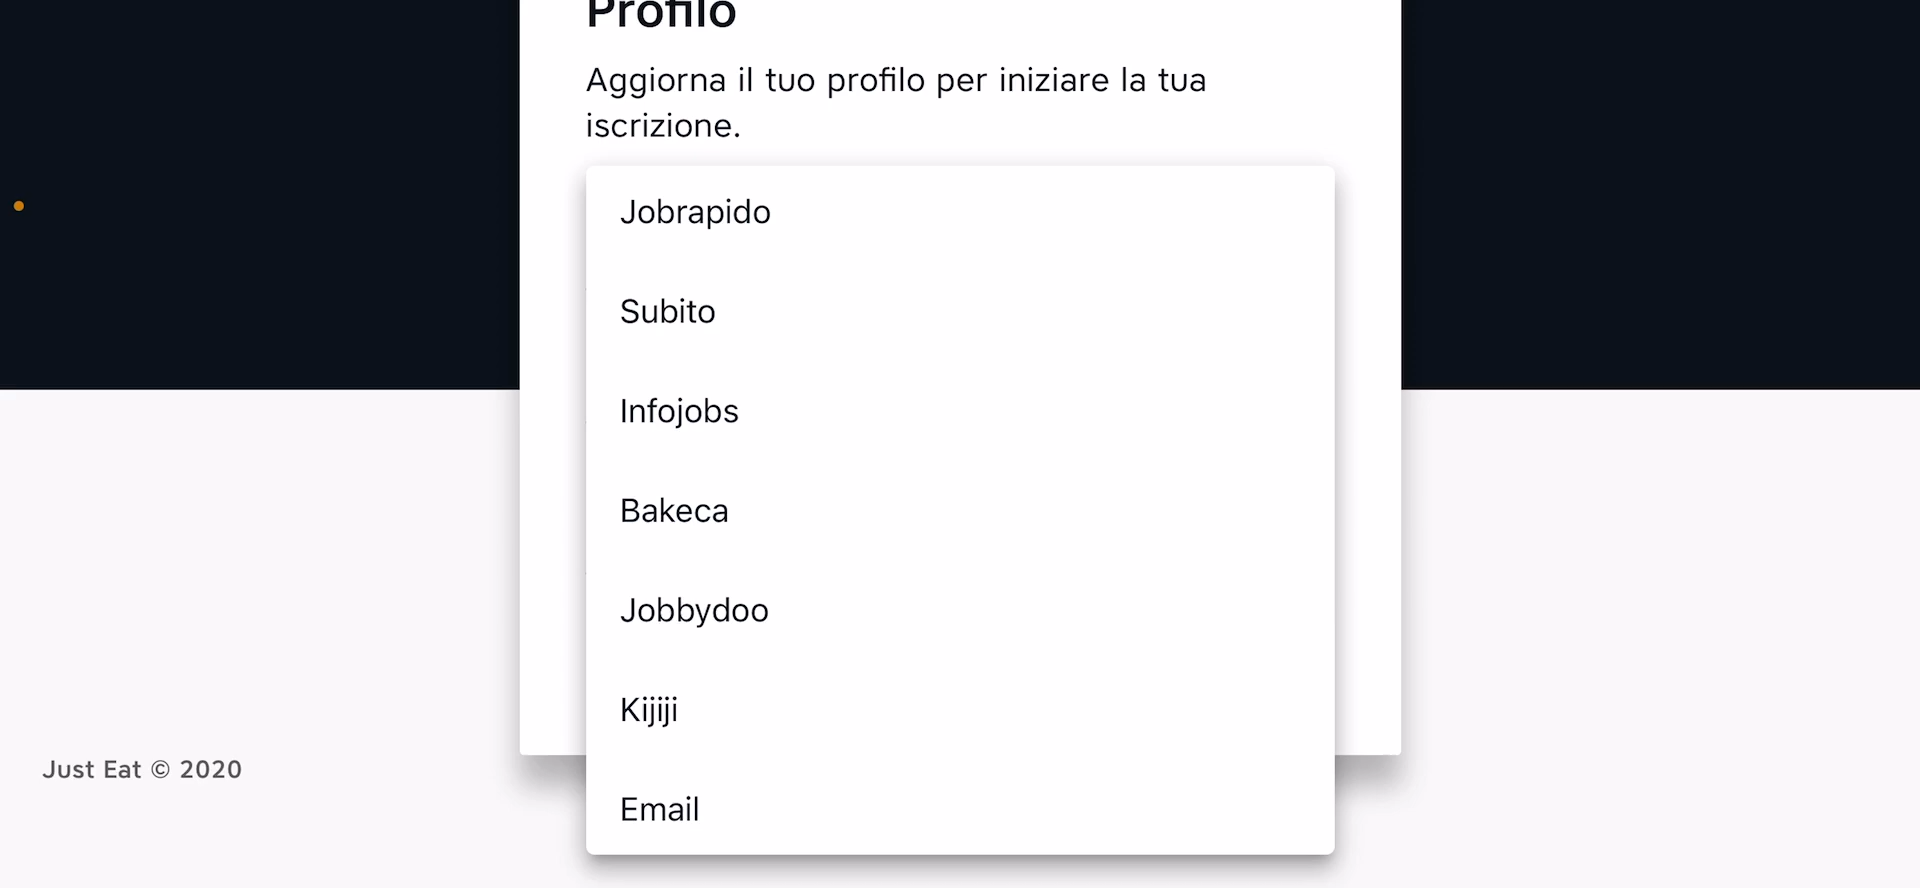 Profilo
Aggiorna il tuo profilo per iniziare la tua
iscrizione.
Jobrapido
Subito
Infojobs
Bakeca
Jobbydoo
Kijiji
Email
Just Eat © 2020